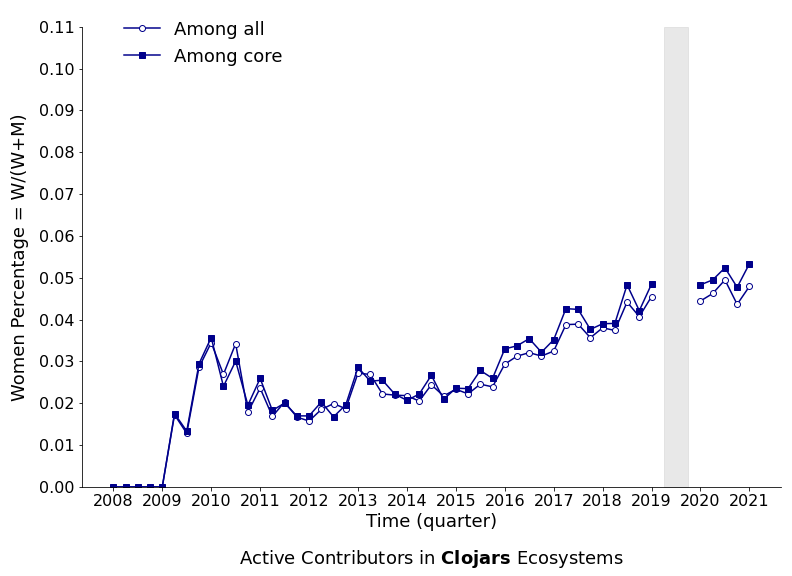 Among all
Among core
0.11
0.10
0.09
0.08
0.07
0.06
0.05
0.04
0.03
0.02
0.01
0.00
Women Percentage = W/(W+M)
2008 2009 2010 2011 2012 2013 2014 2015 2016 2017 2018 2019 2020 2021
Time (quarter)
Active Contributors in Clojars Ecosystems